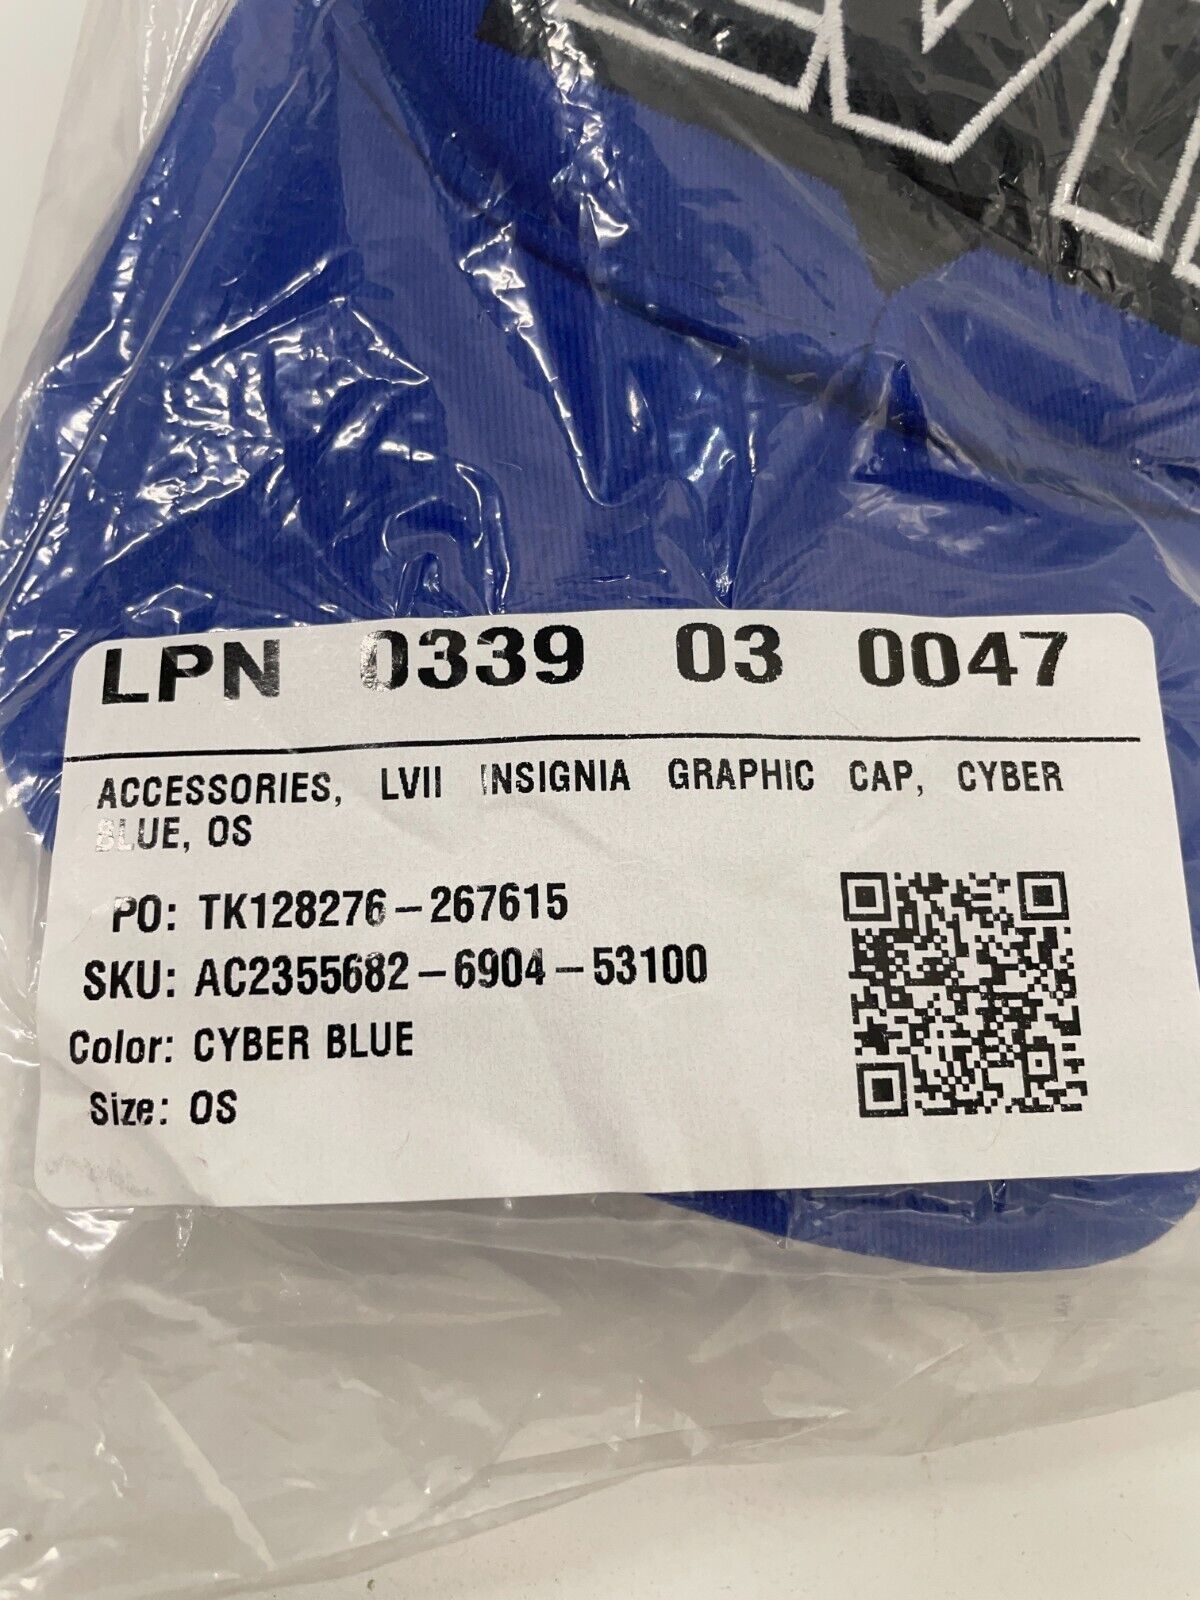 LPN 0339 03 0047
ACCESSORIES, LVII INSIGNIA GRAPHIC CAP, CYBER
BLUE, OS
PO: TK128276-267615
SKU: AC2355682-6904-53100
Color: CYBER BLUE
Size: OS